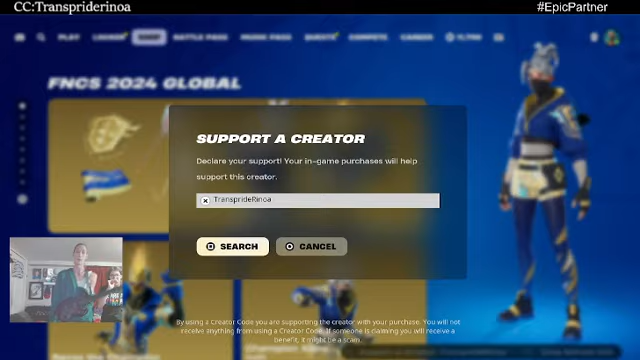 CC:Transpriderinoa
#EpicPartner
PLAY
SHOP
BATTLE PASS
MUSIC PASS
QUESTS
COMPETE
CAREER
FNCS 2024 GLOBAL
SUPPORT A CREATOR
Declare your support! Your in-game purchases will help
support this creator.
TransprideRinoa
SEARCH
CANCEL
By using a Creator Code you are supporting the creator with your purchase. You will not
receive anything from using a Creator Code. If someone is claiming you will receive a
benefit, it might be a scam.